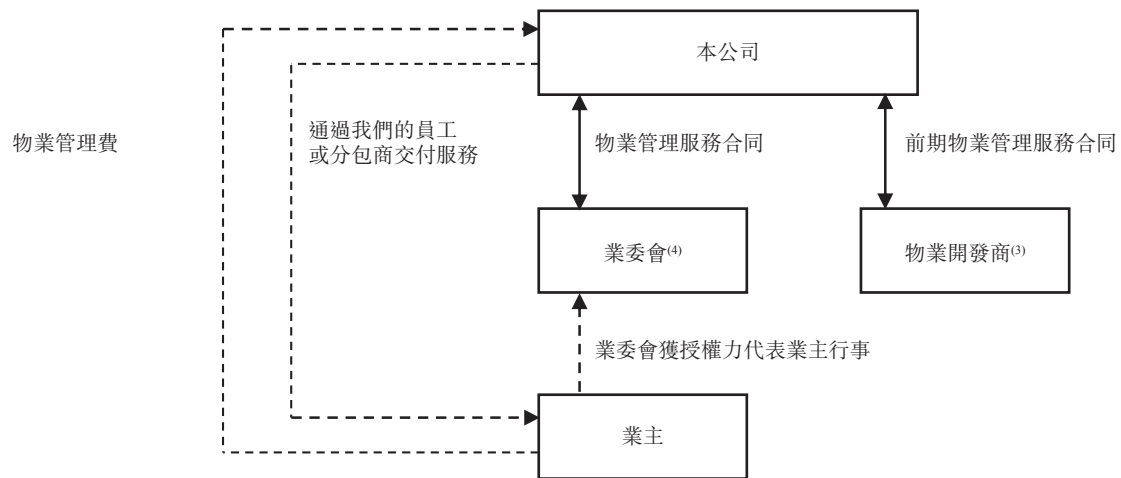 本公司
物業管理費
通過我們的員工
或分包商交付服務
物業管理服務合同
前期物業管理服務合同
業委會(4)
物業開發商(3)
業委會獲授權力代表業主行事
業主